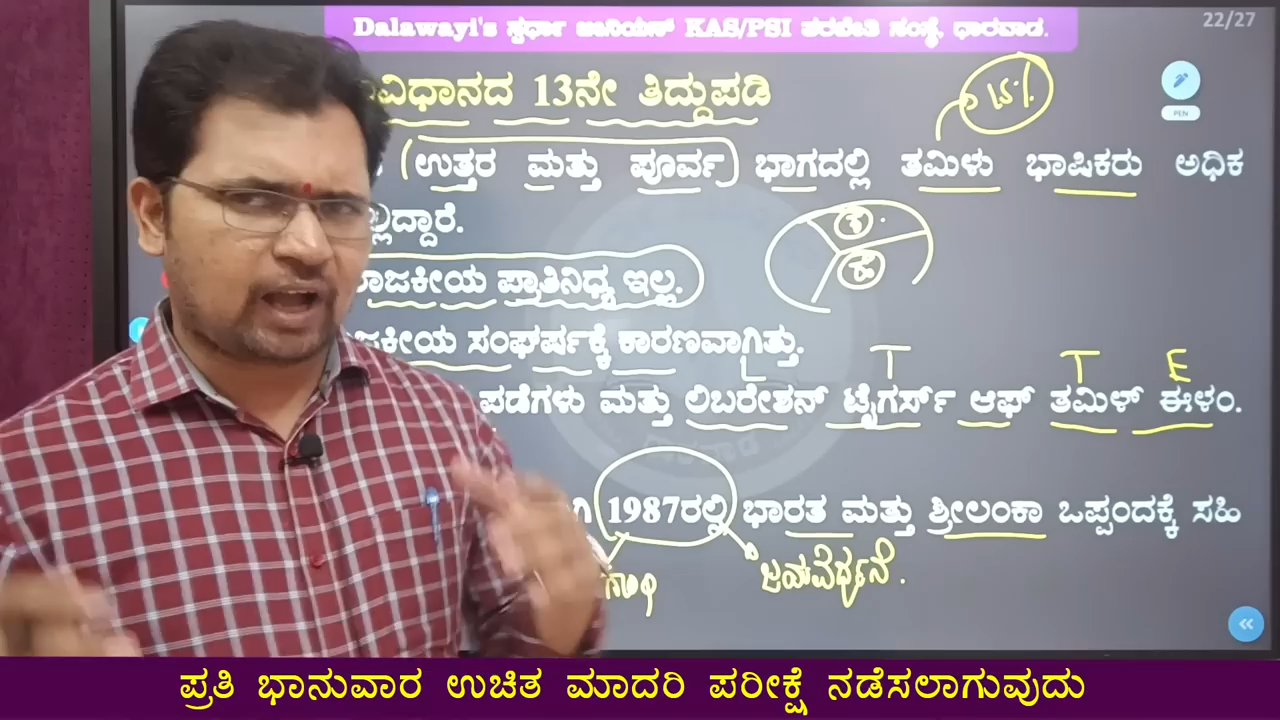 Dalawayi's ಸ್ಪರ್ಧಾ ಜೀನಿಯಸ್ KAS/PSI ತರಬೇತಿ ಸಂಸ್ಥೆ, ಧಾರವಾಡ.
22/27
ವಿಧಾನದ 13ನೇ ತಿದ್ದುಪಡಿ
15%
PEN
(ಉತ್ತರ ಮತ್ತು ಪೂರ್ವ) ಭಾಗದಲ್ಲಿ ತಮಿಳು ಭಾಷಿಕರು ಅಧಿಕ
ಲ್ಲಿದ್ದಾರೆ.
ರಾಜಕೀಯ ಪ್ರಾತಿನಿಧ್ಯ ಇಲ್ಲ.
ಜಕೀಯ ಸಂಘರ್ಷಕ್ಕೆ ಕಾರಣವಾಗಿತ್ತು.
L T T E
ಪಡೆಗಳು ಮತ್ತು ಲಿಬರೇಶನ್ ಟೈಗರ್ಸ್ ಆಫ್ ತಮಿಳ್ ಈಳಂ.
ಗಿ 1987ರಲ್ಲಿ ಭಾರತ ಮತ್ತು ಶ್ರೀಲಂಕಾ ಒಪ್ಪಂದಕ್ಕೆ ಸಹಿ
ಜಯವರ್ಧನೆ.
ಪ್ರತಿ ಭಾನುವಾರ ಉಚಿತ ಮಾದರಿ ಪರೀಕ್ಷೆ ನಡೆಸಲಾಗುವುದು